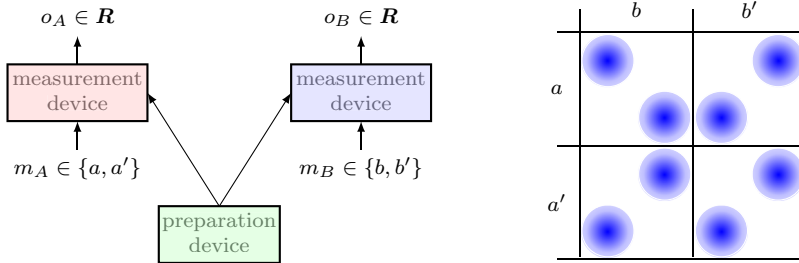 o_A ∈ R
o_B ∈ R
measurement
device
measurement
device
m_A ∈ {a, a′}
m_B ∈ {b, b′}
preparation
device
b
b′
a
a′